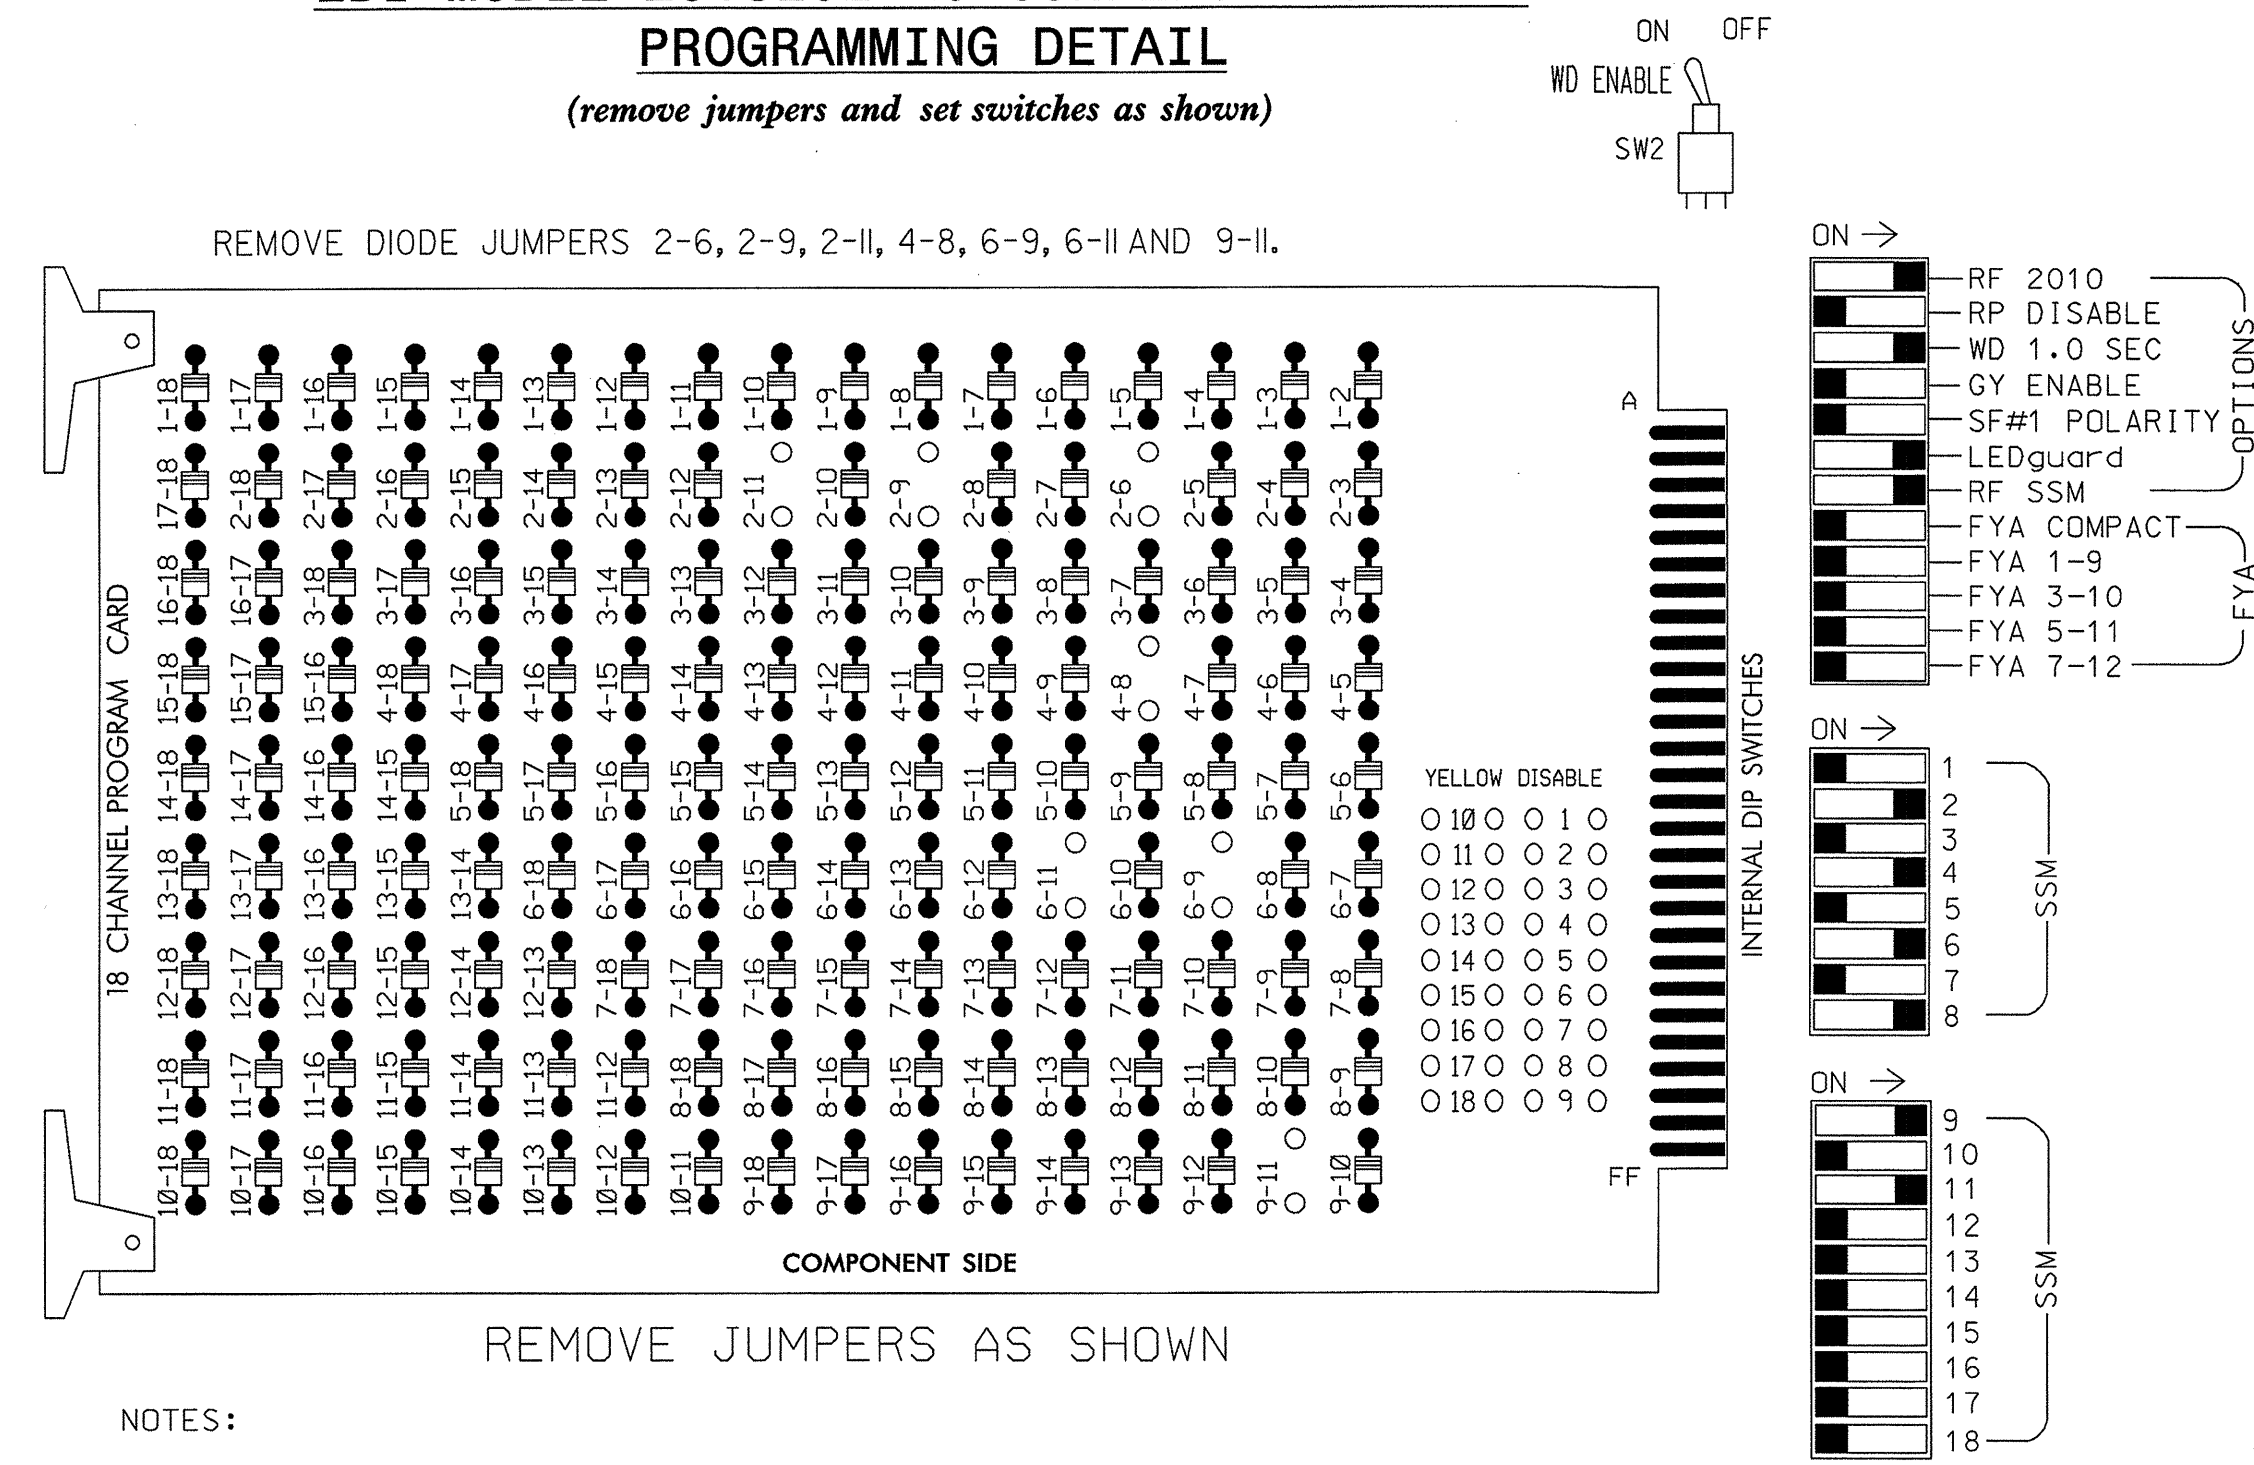 PROGRAMMING DETAIL
(remove jumpers and set switches as shown)
ON OFF
WD ENABLE
SW2
REMOVE DIODE JUMPERS 2-6, 2-9, 2-11, 4-8, 6-9, 6-11 AND 9-11.
18 CHANNEL PROGRAM CARD
1-18 1-17 1-16 1-15 1-14 1-13 1-12 1-11 1-10 1-9 1-8 1-7 1-6 1-5 1-4 1-3 1-2
17-18 2-18 2-17 2-16 2-15 2-14 2-13 2-12 2-11 2-10 2-9 2-8 2-7 2-6 2-5 2-4 2-3
16-18 16-17 3-18 3-17 3-16 3-15 3-14 3-13 3-12 3-11 3-10 3-9 3-8 3-7 3-6 3-5 3-4
15-18 15-17 15-16 4-18 4-17 4-16 4-15 4-14 4-13 4-12 4-11 4-10 4-9 4-8 4-7 4-6 4-5
14-18 14-17 14-16 14-15 5-18 5-17 5-16 5-15 5-14 5-13 5-12 5-11 5-10 5-9 5-8 5-7 5-6
13-18 13-17 13-16 13-15 13-14 6-18 6-17 6-16 6-15 6-14 6-13 6-12 6-11 6-10 6-9 6-8 6-7
12-18 12-17 12-16 12-15 12-14 12-13 7-18 7-17 7-16 7-15 7-14 7-13 7-12 7-11 7-10 7-9 7-8
11-18 11-17 11-16 11-15 11-14 11-13 11-12 8-18 8-17 8-16 8-15 8-14 8-13 8-12 8-11 8-10 8-9
10-18 10-17 10-16 10-15 10-14 10-13 10-12 10-11 9-18 9-17 9-16 9-15 9-14 9-13 9-12 9-11 9-10
COMPONENT SIDE
A
FF
YELLOW DISABLE
10 1
11 2
12 3
13 4
14 5
15 6
16 7
17 8
18 9
INTERNAL DIP SWITCHES
ON →
RF 2010
RP DISABLE
WD 1.0 SEC
GY ENABLE
SF#1 POLARITY
LEDguard
RF SSM
OPTIONS
FYA COMPACT
FYA 1-9
FYA 3-10
FYA 5-11
FYA 7-12
FYA
ON →
1
2
3
4
5
6
7
8
SSM
ON →
9
10
11
12
13
14
15
16
17
18
SSM
REMOVE JUMPERS AS SHOWN
NOTES: